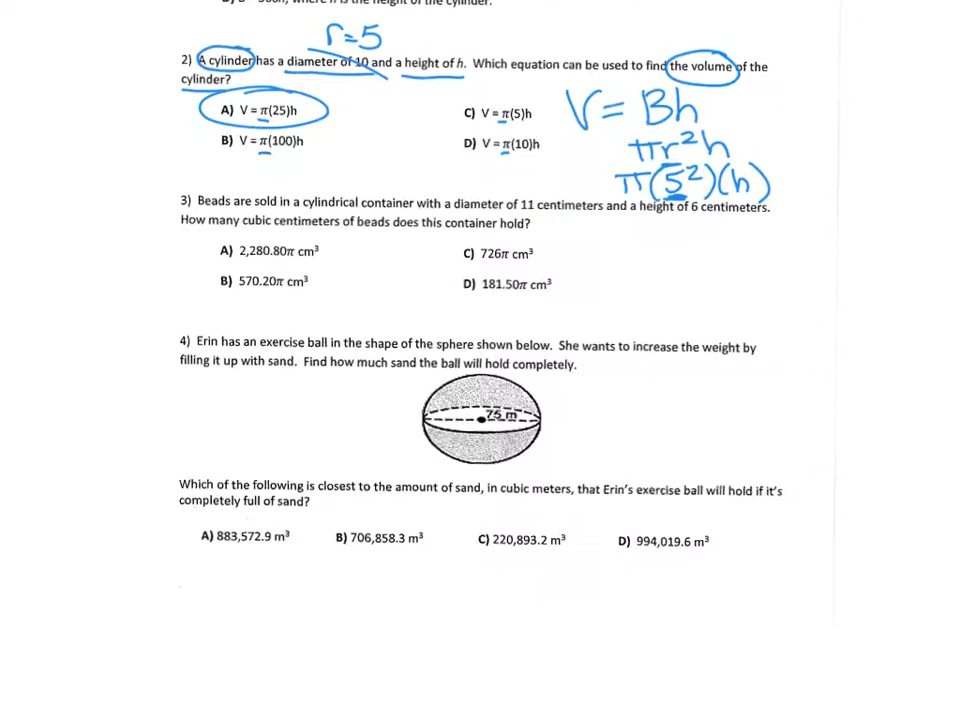 r=5
2) A cylinder has a diameter of 10 and a height of h. Which equation can be used to find the volume of the
cylinder?
A) V = π(25)h
C) V = π(5)h
B) V = π(100)h
D) V = π(10)h
V = Bh
πr²h
π(5²)(h)
3) Beads are sold in a cylindrical container with a diameter of 11 centimeters and a height of 6 centimeters.
How many cubic centimeters of beads does this container hold?
A) 2,280.80π cm³
C) 726π cm³
B) 570.20π cm³
D) 181.50π cm³
4) Erin has an exercise ball in the shape of the sphere shown below. She wants to increase the weight by
filling it up with sand. Find how much sand the ball will hold completely.
75 m
Which of the following is closest to the amount of sand, in cubic meters, that Erin's exercise ball will hold if it's
completely full of sand?
A) 883,572.9 m³ B) 706,858.3 m³ C) 220,893.2 m³ D) 994,019.6 m³